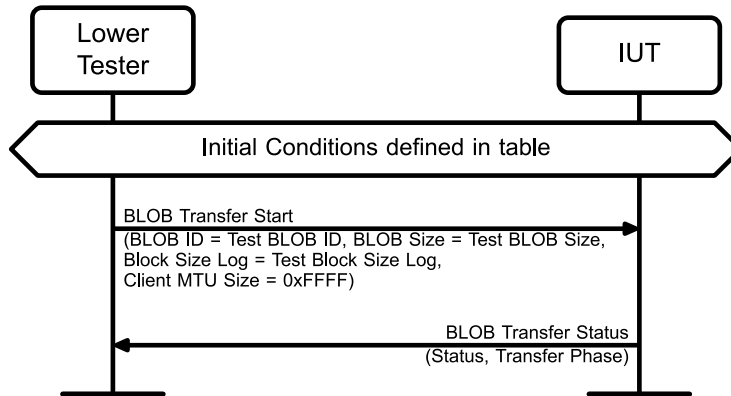 Lower
Tester
IUT
Initial Conditions defined in table
BLOB Transfer Start
(BLOB ID = Test BLOB ID, BLOB Size = Test BLOB Size,
Block Size Log = Test Block Size Log,
Client MTU Size = 0xFFFF)
BLOB Transfer Status
(Status, Transfer Phase)